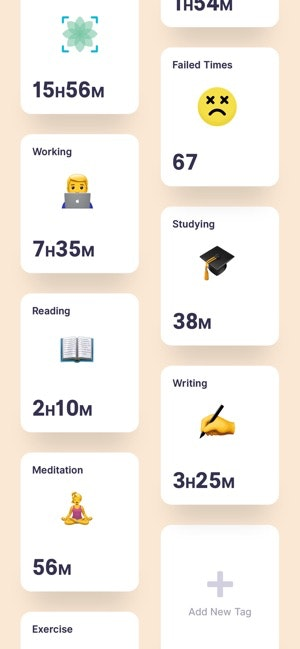 15H56M
Working
7H35M
Reading
2H10M
Meditation
56M
Exercise
1H54M
Failed Times
67
Studying
38M
Writing
3H25M
Add New Tag